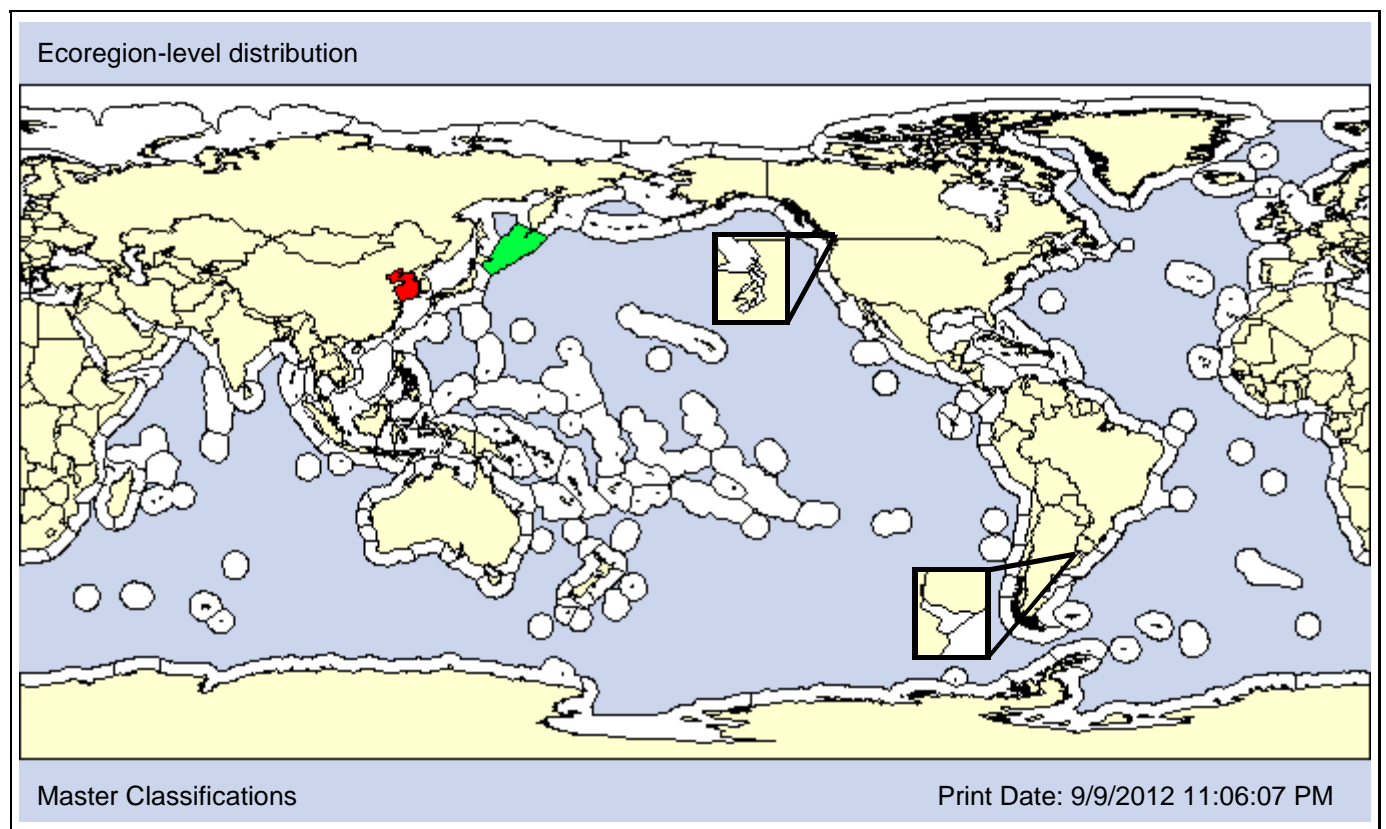 Ecoregion-level distribution
Master Classifications
Print Date: 9/9/2012 11:06:07 PM